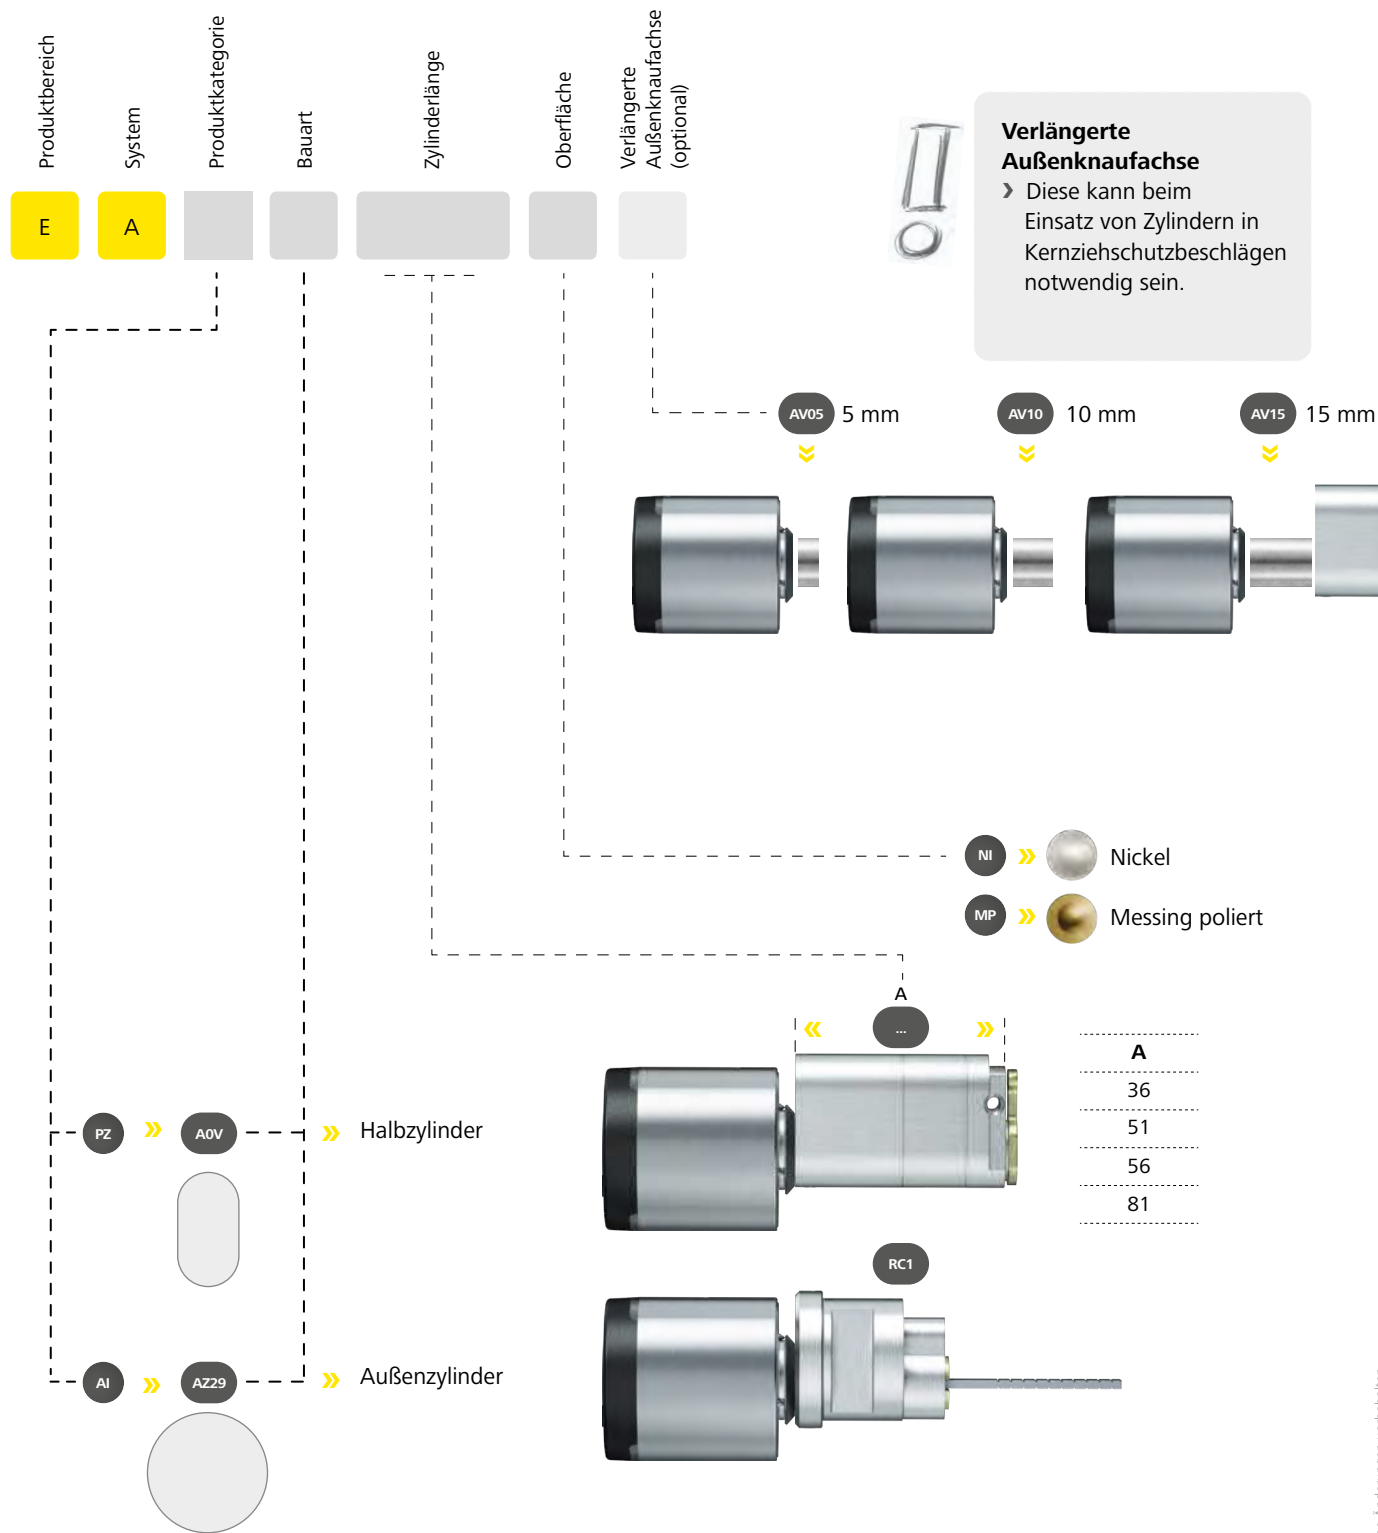 Produktbereich
System
Produktkategorie
Bauart
Zylinderlänge
Oberfläche
Verlängerte
Außenknaufachse
(optional)
E
A
Verlängerte
Außenknaufachse
› Diese kann beim
Einsatz von Zylindern in
Kernziehschutzbeschlägen
notwendig sein.
AV05 5 mm
AV10 10 mm
AV15 15 mm
NI » Nickel
MP » Messing poliert
A
« ... »
A
36
51
56
81
PZ » A0V » Halbzylinder
RC1
AI » AZ29 » Außenzylinder